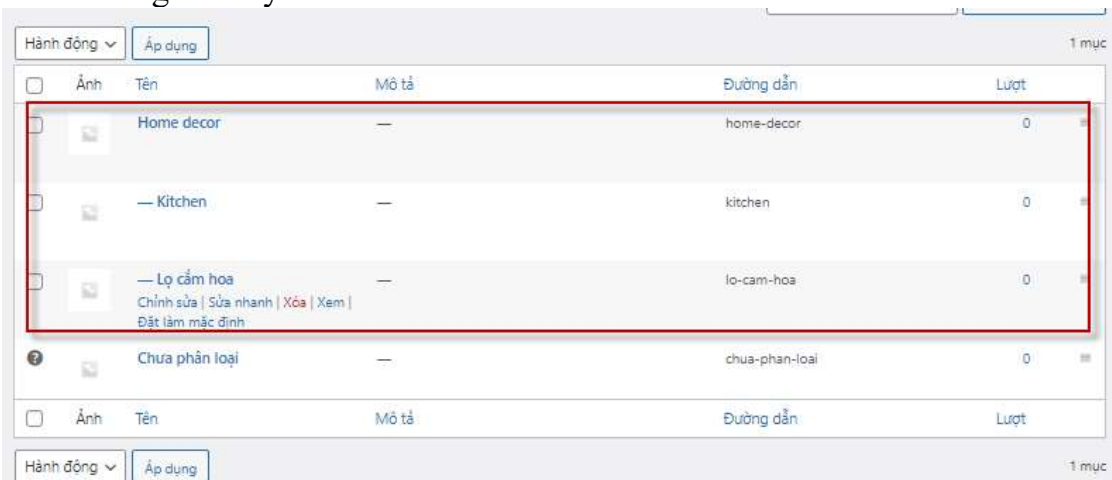 Hành động Áp dụng 1 mục
Ảnh Tên Mô tả Đường dẫn Lượt
Home decor — home-decor 0
— Kitchen — kitchen 0
— Lọ cắm hoa — lo-cam-hoa 0
Chỉnh sửa | Sửa nhanh | Xóa | Xem |
Đặt làm mặc định
Chưa phân loại — chua-phan-loai 0
Ảnh Tên Mô tả Đường dẫn Lượt
Hành động Áp dụng 1 mục